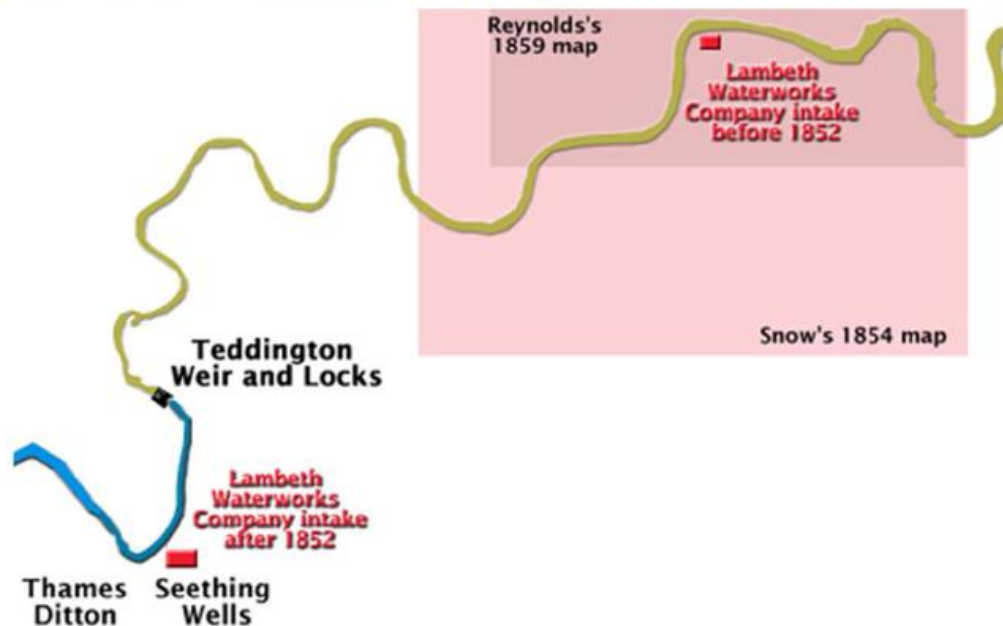 Reynolds's
1859 map
Lambeth
Waterworks
Company intake
before 1852
Snow's 1854 map
Teddington
Weir and Locks
Lambeth
Waterworks
Company intake
after 1852
Thames
Ditton
Seething
Wells